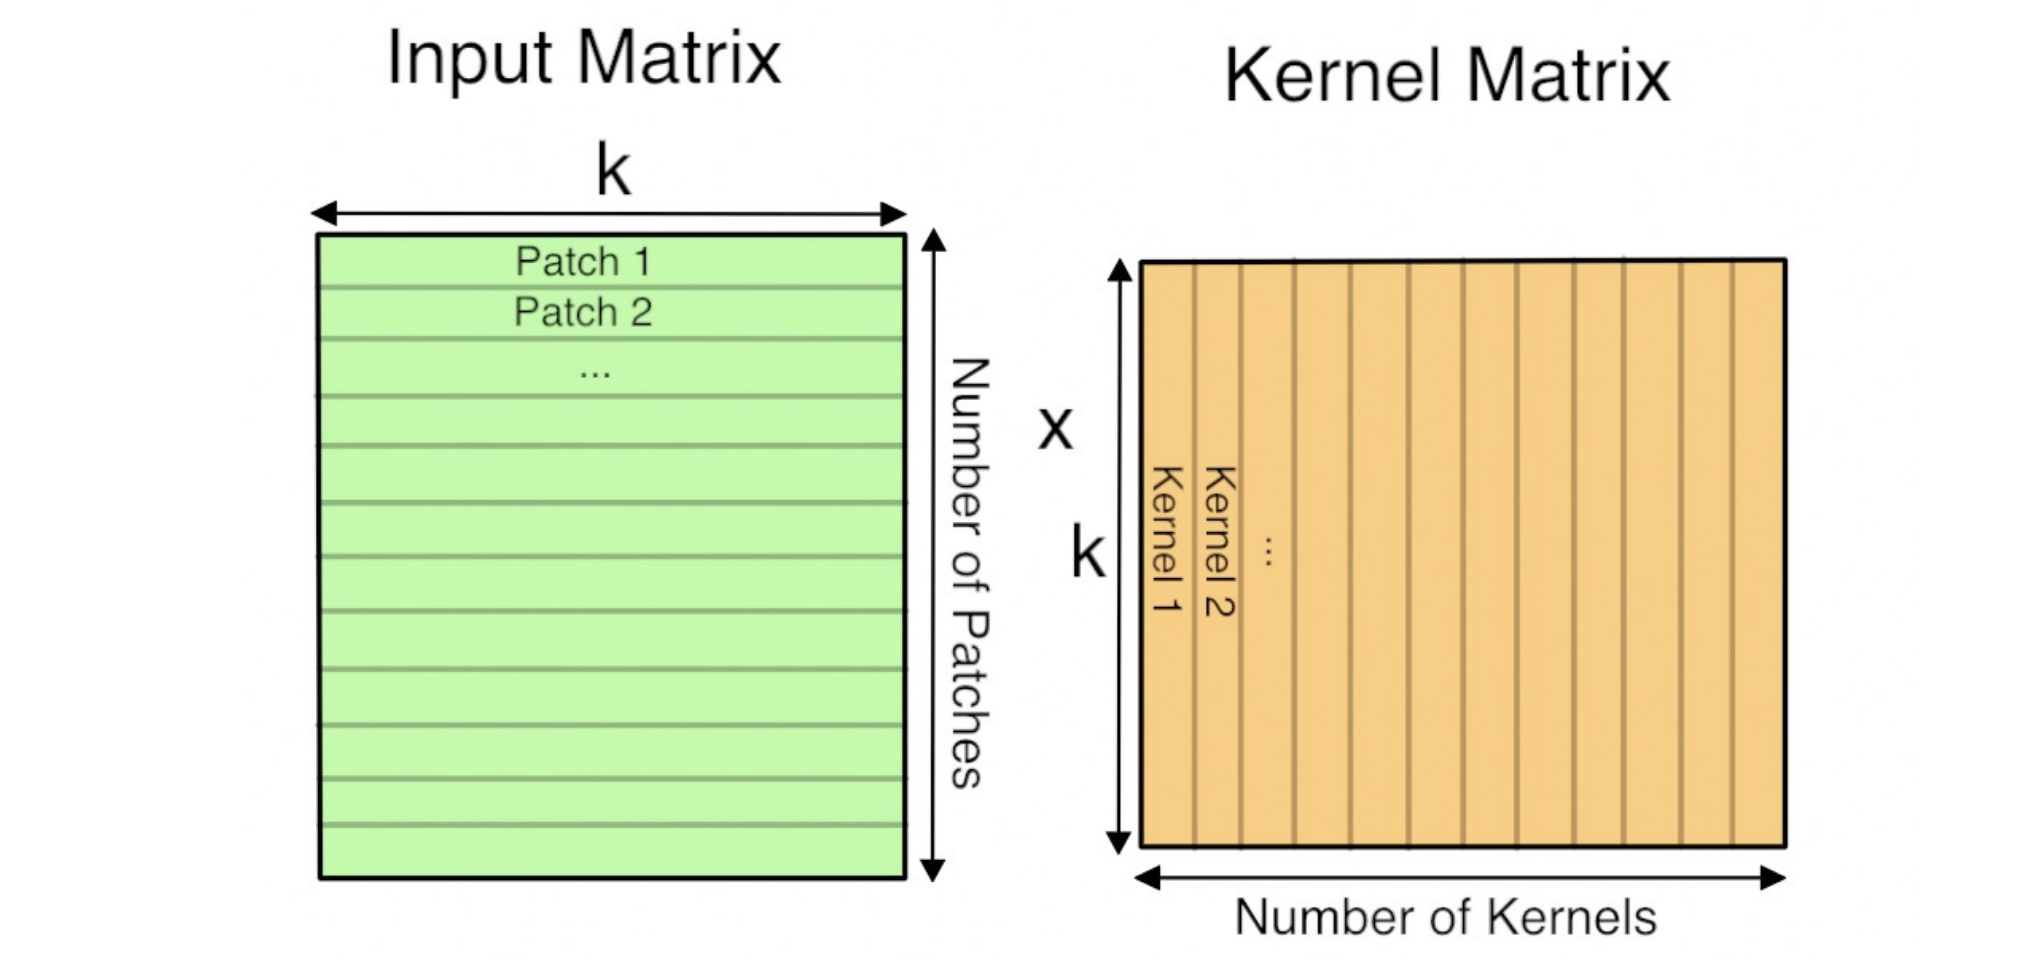 Input Matrix
k
Patch 1
Patch 2
...
Number of Patches
x
Kernel Matrix
k
Kernel 1
Kernel 2
...
Number of Kernels